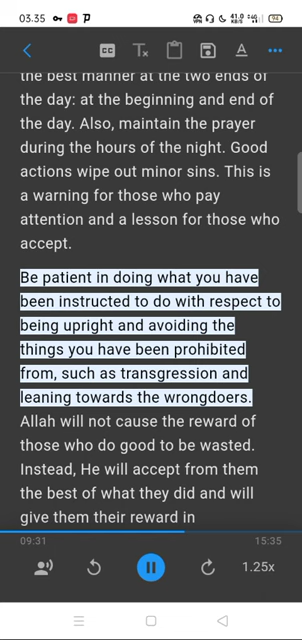 03.35
41.0
KB/S
94
CC
the best manner at the two ends of
the day: at the beginning and end of
the day. Also, maintain the prayer
during the hours of the night. Good
actions wipe out minor sins. This is
a warning for those who pay
attention and a lesson for those who
accept.
Be patient in doing what you have
been instructed to do with respect to
being upright and avoiding the
things you have been prohibited
from, such as transgression and
leaning towards the wrongdoers.
Allah will not cause the reward of
those who do good to be wasted.
Instead, He will accept from them
the best of what they did and will
give them their reward in
09:31
15:35
1.25x